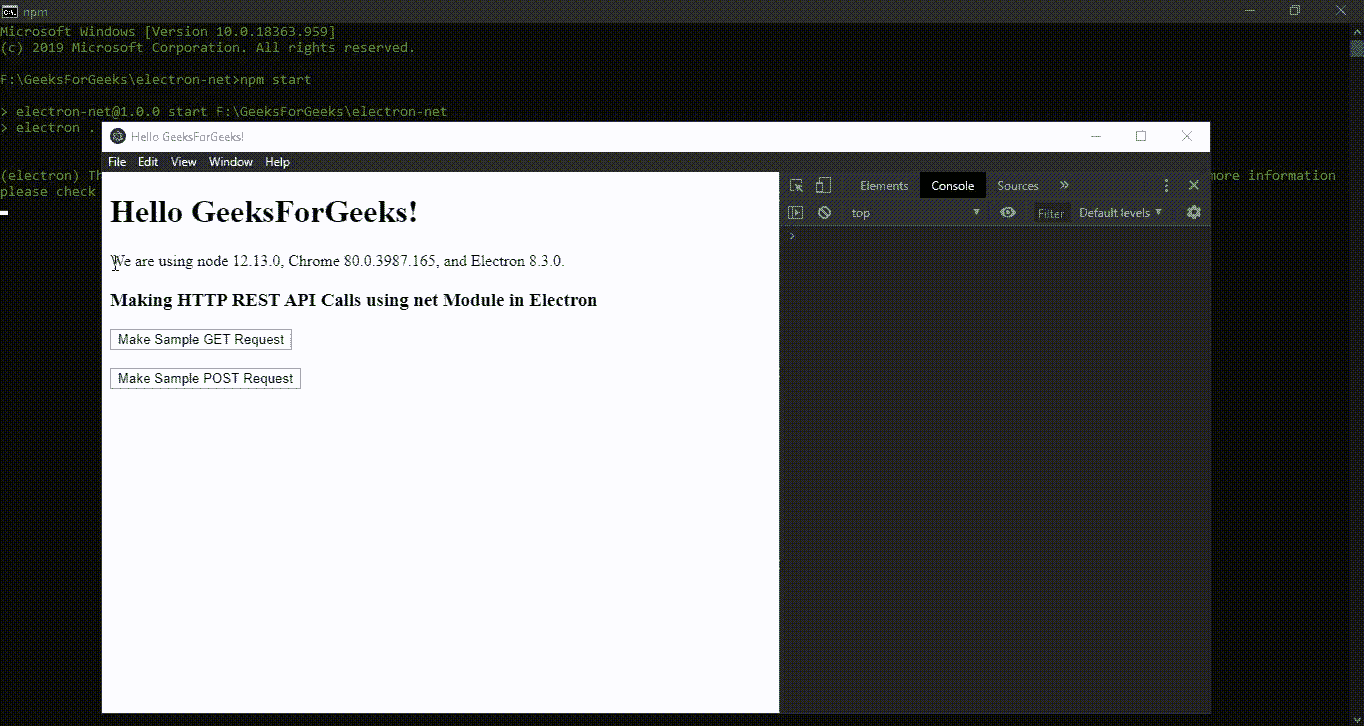 npm
Microsoft Windows [Version 10.0.18363.959]
(c) 2019 Microsoft Corporation. All rights reserved.
F:\GeeksForGeeks\electron-net>npm start
> electron-net@1.0.0 start F:\GeeksForGeeks\electron-net
> electron .
(electron) Th more information
please check
Hello GeeksForGeeks!
File Edit View Window Help
Elements Console Sources »
top Filter Default levels
Hello GeeksForGeeks!
We are using node 12.13.0, Chrome 80.0.3987.165, and Electron 8.3.0.
Making HTTP REST API Calls using net Module in Electron
Make Sample GET Request
Make Sample POST Request